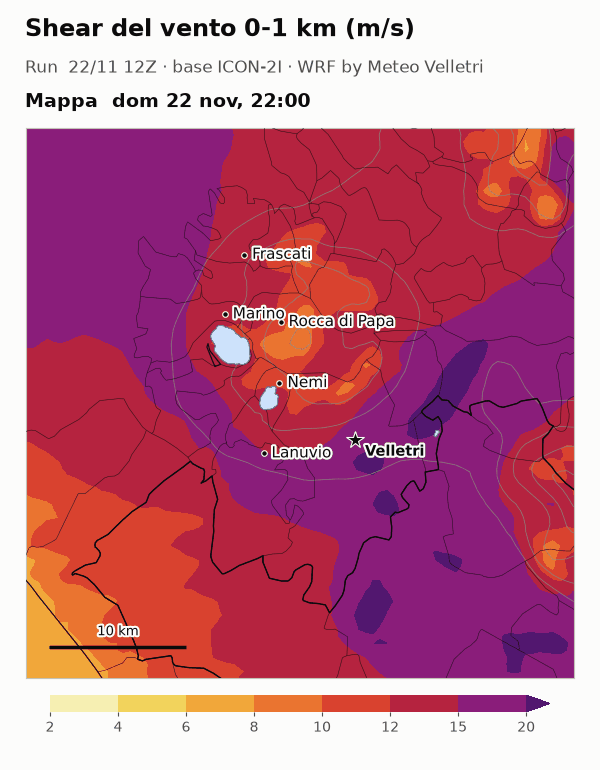 Shear del vento 0-1 km (m/s)
Run  22/11 12Z · base ICON-2I · WRF by Meteo Velletri
Mappa  dom 22 nov, 22:00
Frascati
Marino
Rocca di Papa
Nemi
Velletri
Lanuvio
10 km
2 4 6 8 10 12 15 20